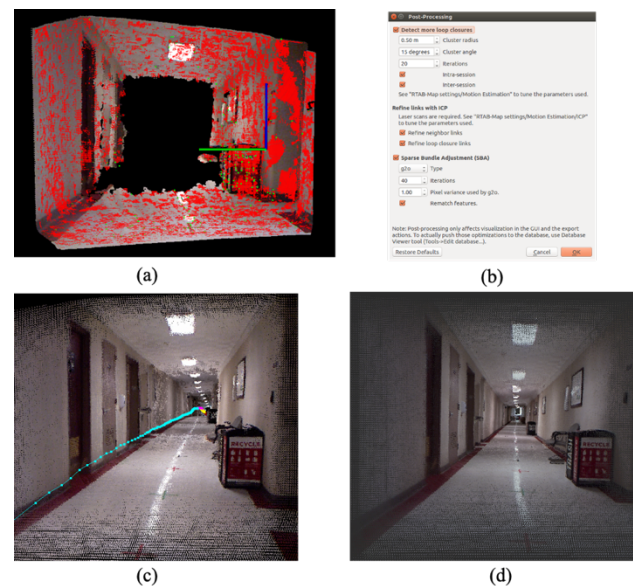 Post-Processing
Detect more loop closures
0.50 m Cluster radius
15 degrees Cluster angle
20 Iterations
Intra-session
Inter-session
See "RTAB-Map settings/Motion Estimation" to tune the parameters used.
Refine links with ICP
Laser scans are required. See "RTAB-Map settings/Motion Estimation/ICP"
to tune the parameters used.
Refine neighbor links
Refine loop closure links
Sparse Bundle Adjustment (SBA)
g2o Type
40 Iterations
1.00 Pixel variance used by g2o.
Rematch features.
Note: Post-processing only affects visualization in the GUI and the export
actions. To actually push those optimizations to the database, use Database
Viewer tool (Tools->Edit database...).
Restore Defaults Cancel OK
(a) (b)
RECYCLE
TRASH
RECYCLE
(c) (d)